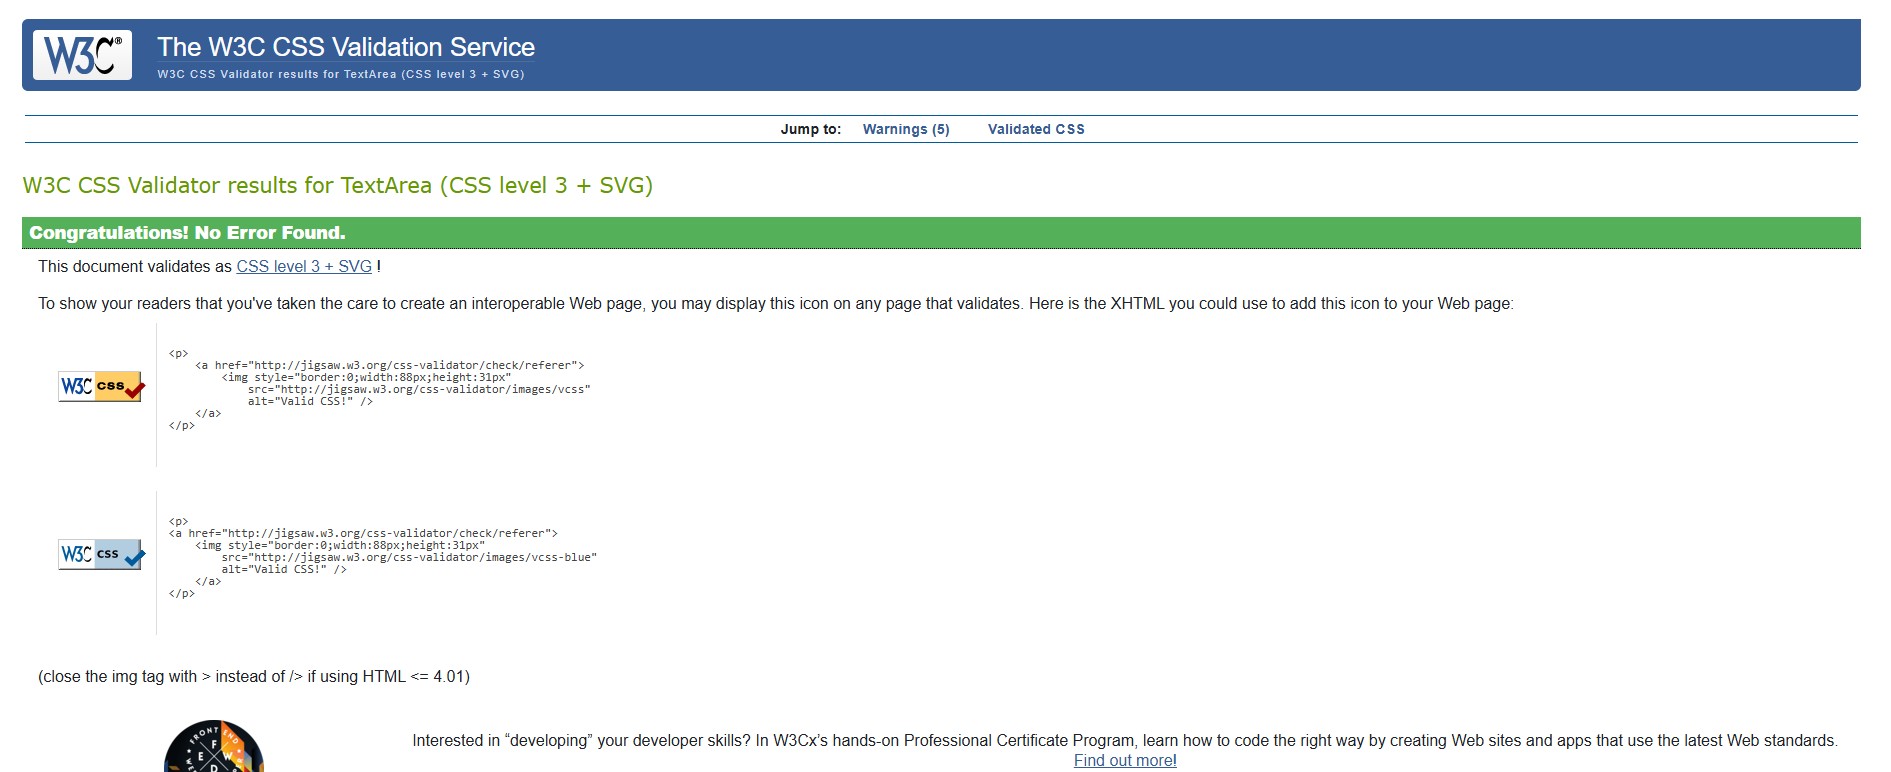 W3C®
The W3C CSS Validation Service
W3C CSS Validator results for TextArea (CSS level 3 + SVG)
Jump to: Warnings (5) Validated CSS
W3C CSS Validator results for TextArea (CSS level 3 + SVG)
Congratulations! No Error Found.
This document validates as CSS level 3 + SVG !
To show your readers that you've taken the care to create an interoperable Web page, you may display this icon on any page that validates. Here is the XHTML you could use to add this icon to your Web page:
W3C css
<p>
<a href="http://jigsaw.w3.org/css-validator/check/referer">
<img style="border:0;width:88px;height:31px"
src="http://jigsaw.w3.org/css-validator/images/vcss"
alt="Valid CSS!" />
</a>
</p>
W3C css
<p>
<a href="http://jigsaw.w3.org/css-validator/check/referer">
<img style="border:0;width:88px;height:31px"
src="http://jigsaw.w3.org/css-validator/images/vcss-blue"
alt="Valid CSS!" />
</a>
</p>
(close the img tag with > instead of /> if using HTML <= 4.01)
FRONT END
F
E W
D
Interested in “developing” your developer skills? In W3Cx’s hands-on Professional Certificate Program, learn how to code the right way by creating Web sites and apps that use the latest Web standards.
Find out more!